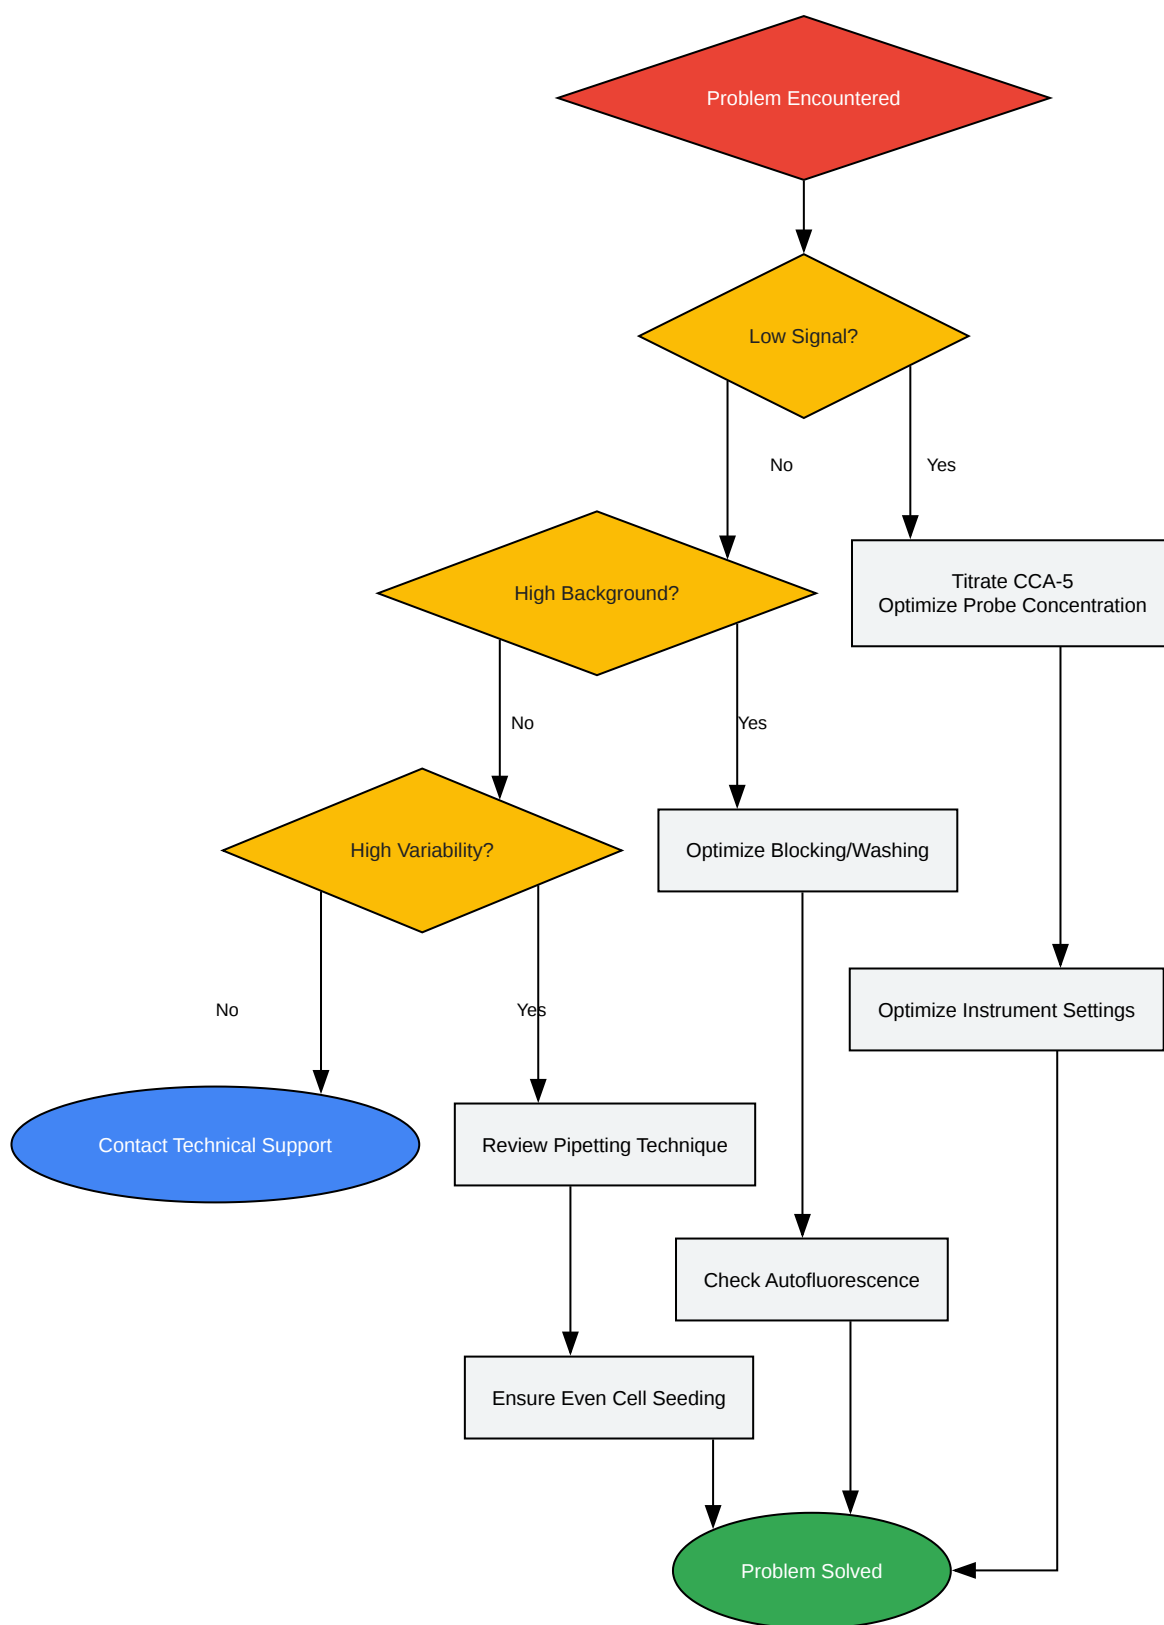 Problem Encountered
Low Signal?
No
Yes
High Background?
Titrate CCA-5
Optimize Probe Concentration
No
Yes
High Variability?
Optimize Blocking/Washing
No
Yes
Optimize Instrument Settings
Contact Technical Support
Review Pipetting Technique
Check Autofluorescence
Ensure Even Cell Seeding
Problem Solved